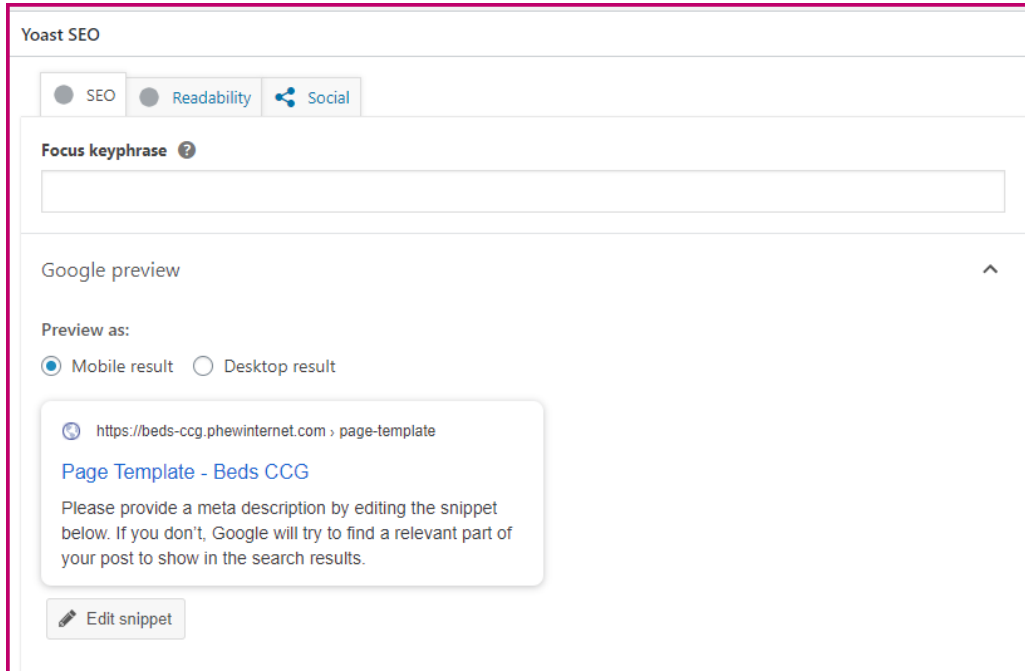 Yoast SEO
SEO Readability Social
Focus keyphrase ?
Google preview
Preview as:
Mobile result Desktop result
https://beds-ccg.phewinternet.com › page-template
Page Template - Beds CCG
Please provide a meta description by editing the snippet
below. If you don’t, Google will try to find a relevant part of
your post to show in the search results.
Edit snippet